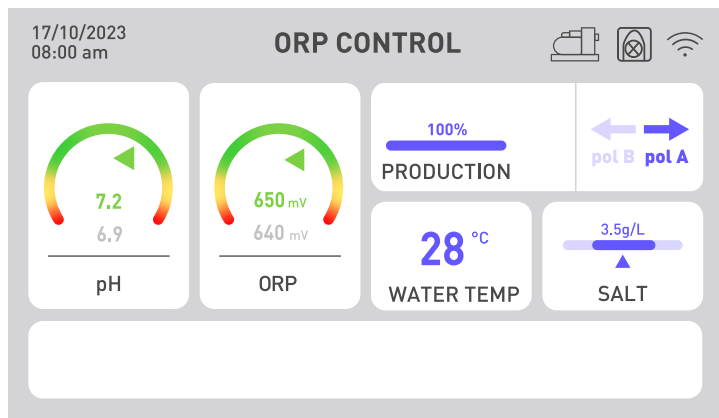 17/10/2023
08:00 am
ORP CONTROL
7.2
6.9
pH
650 mV
640 mV
ORP
100%
PRODUCTION
pol B pol A
28 °C
WATER TEMP
3.5g/L
SALT